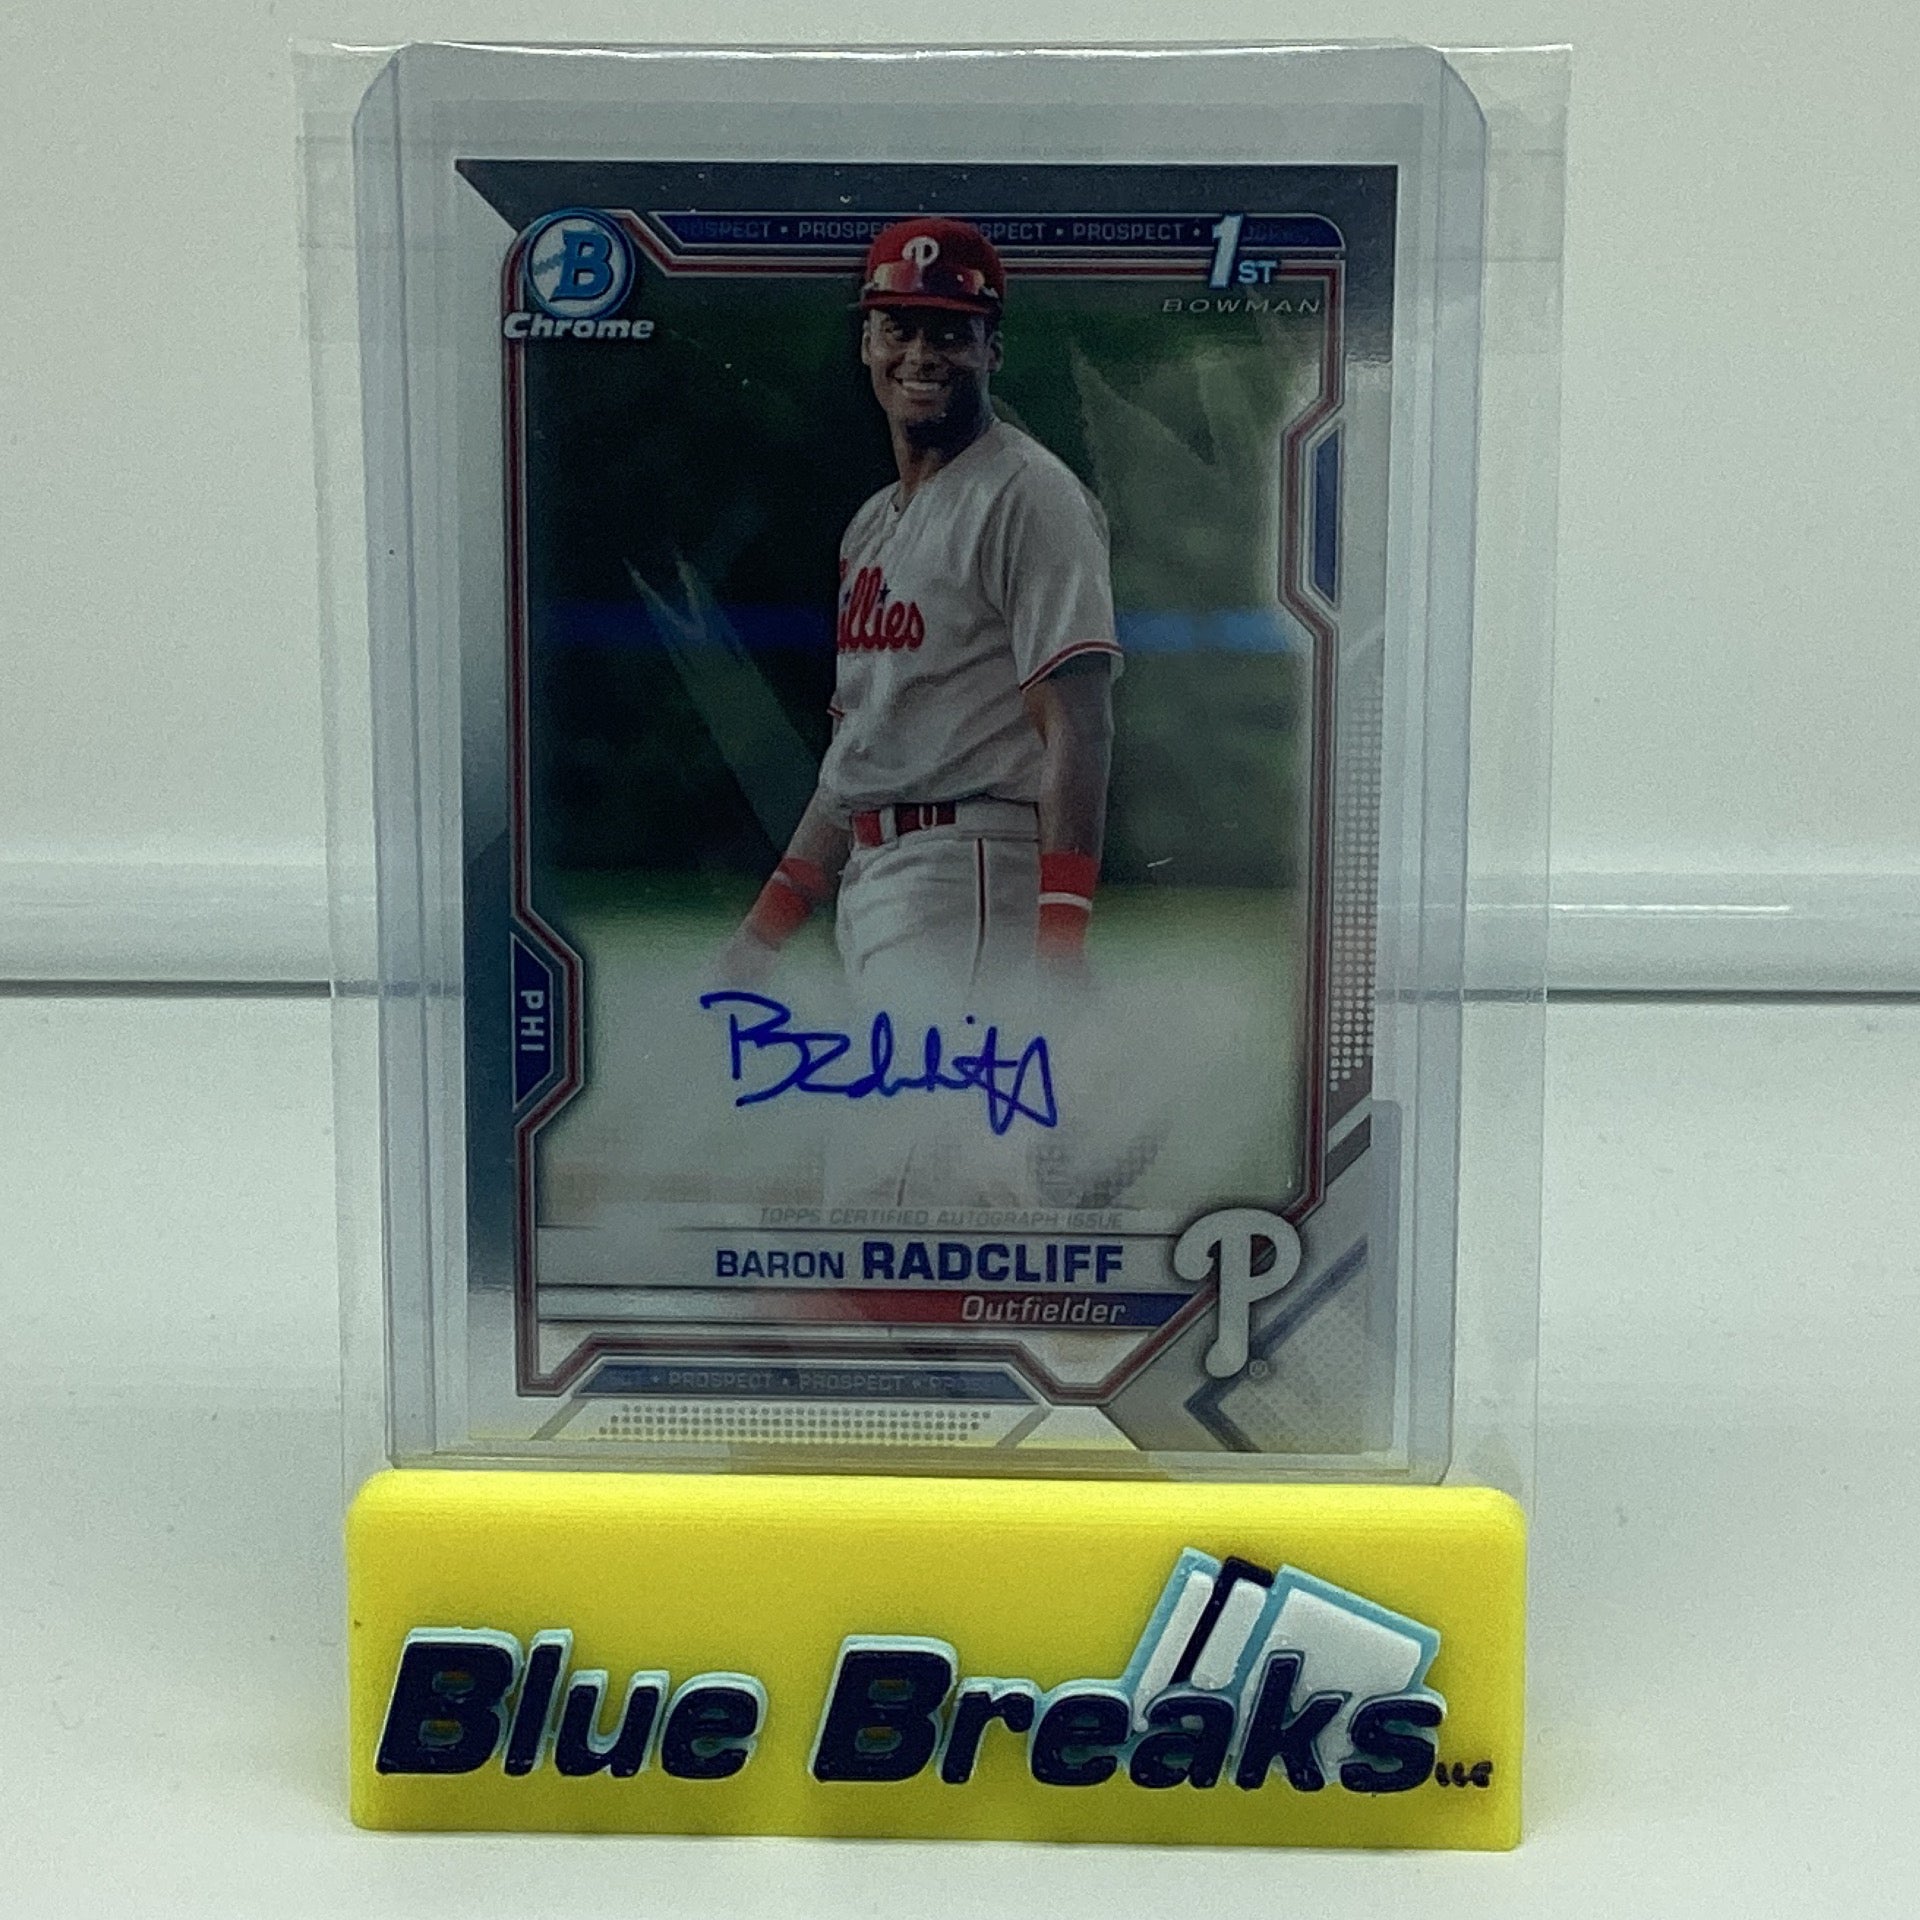 PROSPECT • PROSPECT • PROSPECT • PROSPECT •
B
Chrome
1ST
BOWMAN
P
Phillies
PHI
TOPPS CERTIFIED AUTOGRAPH ISSUE
BARON RADCLIFF
P
Outfielder
®
PROSPECT • PROSPECT
Blue Breaks LLC